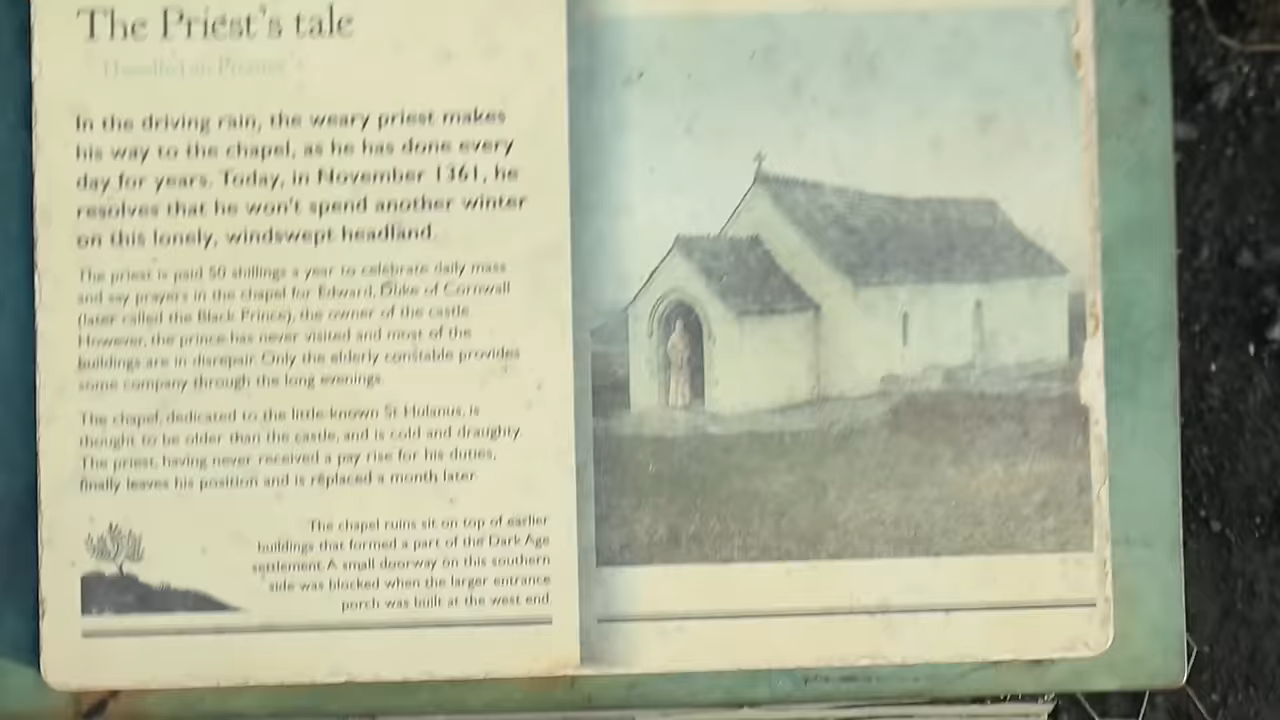 The Priest's tale
In the driving rain, the weary priest makes
his way to the chapel, as he has done every
day for years. Today, in November 1361, he
resolves that he won't spend another winter
on this lonely, windswept headland.
The priest is paid 50 shillings a year to celebrate daily mass
and say prayers in the chapel for Edward, Duke of Cornwall
(later called the Black Prince), the owner of the castle.
However, the prince has never visited and most of the
buildings are in disrepair. Only the elderly constable provides
some company through the long evenings.
The chapel, dedicated to the little-known St Hulanus, is
thought to be older than the castle, and is cold and draughty.
The priest, having never received a pay rise for his duties,
finally leaves his position and is replaced a month later.
The chapel ruins sit on top of earlier
buildings that formed a part of the Dark Age
settlement. A small doorway on this southern
side was blocked when the larger entrance
porch was built at the west end.